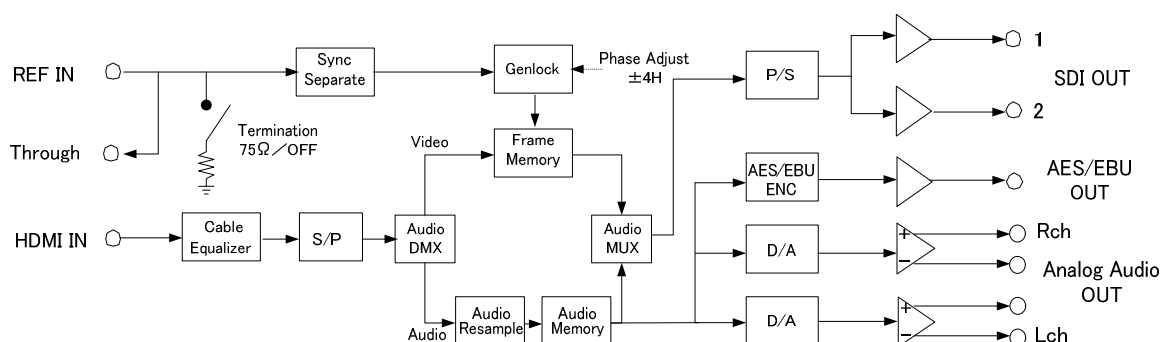 REF IN
Through
HDMI IN
Termination
75Ω／OFF
Sync
Separate
Genlock
Phase Adjust
±4H
Frame
Memory
Video
Cable
Equalizer
S/P
Audio
DMX
Audio
Audio
Resample
Audio
Memory
Audio
MUX
P/S
AES/EBU
ENC
D/A
D/A
1
SDI OUT
2
AES/EBU
OUT
+
−
Rch
Analog Audio
OUT
+
−
Lch